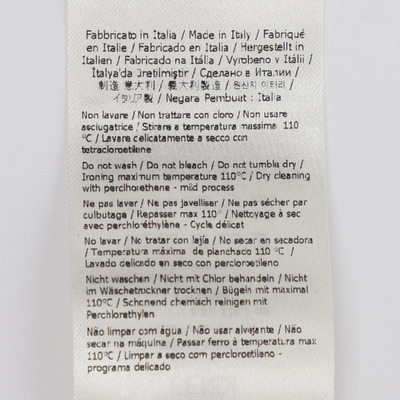 Fabbricato in Italia / Made in Italy / Fabriqué
en Italie / Fabricado en Italia / Hergestellt in
Italien / Fabricado na Itália / Vyrobeno v Itálii /
İtalya'da üretilmiştir / Сделано в Италии /
制造 意大利 / 義大利製造 / 원산지 이태리 /
イタリア製 / Negara Pembuat : Italia
Non lavare / Non trattare con cloro / Non usare
asciugatrice / Stirare a temperatura massima 110
°C / Lavare delicatamente a secco con
tetracloroetilene
Do not wash / Do not bleach / Do not tumble dry /
Ironing maximum temperature 110°C / Dry cleaning
with perclhorethene - mild process
Ne pas laver / Ne pas javelliser / Ne pas sécher par
culbutage / Repasser max 110° / Nettoyage à sec
avec perchloréthylène - Cycle délicat
No lavar / No tratar con lejía / No secar en secadora
/ Temperatura máxima de planchado 110 °C /
Lavado delicado en seco con percloroetileno
Nicht waschen / Nicht mit Chlor behandeln / Nicht
im Wäschetrockner trocknen / Bügeln mit maximal
110°C / Schonend chemisch reinigen mit
Perchlorethylen
Não limpar com água / Não usar alvejante / Não
secar na máquina / Passar ferro à temperatura max
110°C / Limpar a seco com percloroetileno -
programa delicado